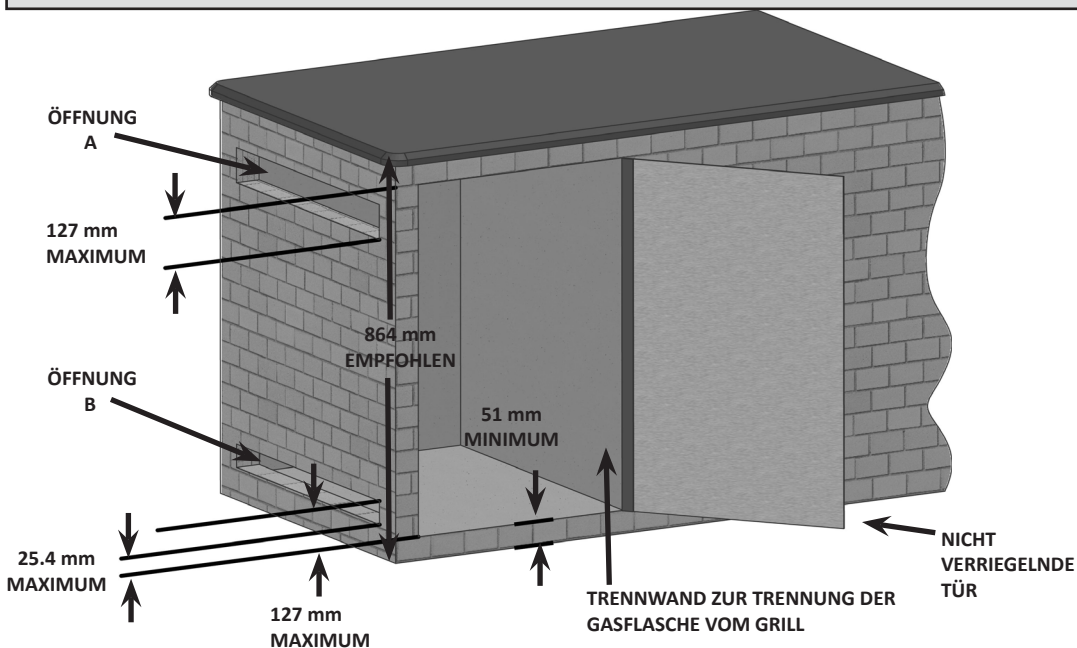 ÖFFNUNG
A
127 mm
MAXIMUM
864 mm
EMPFOHLEN
ÖFFNUNG
B
51 mm
MINIMUM
25.4 mm
MAXIMUM
127 mm
MAXIMUM
TRENNWAND ZUR TRENNUNG DER
GASFLASCHE VOM GRILL
NICHT
VERRIEGELNDE
TÜR